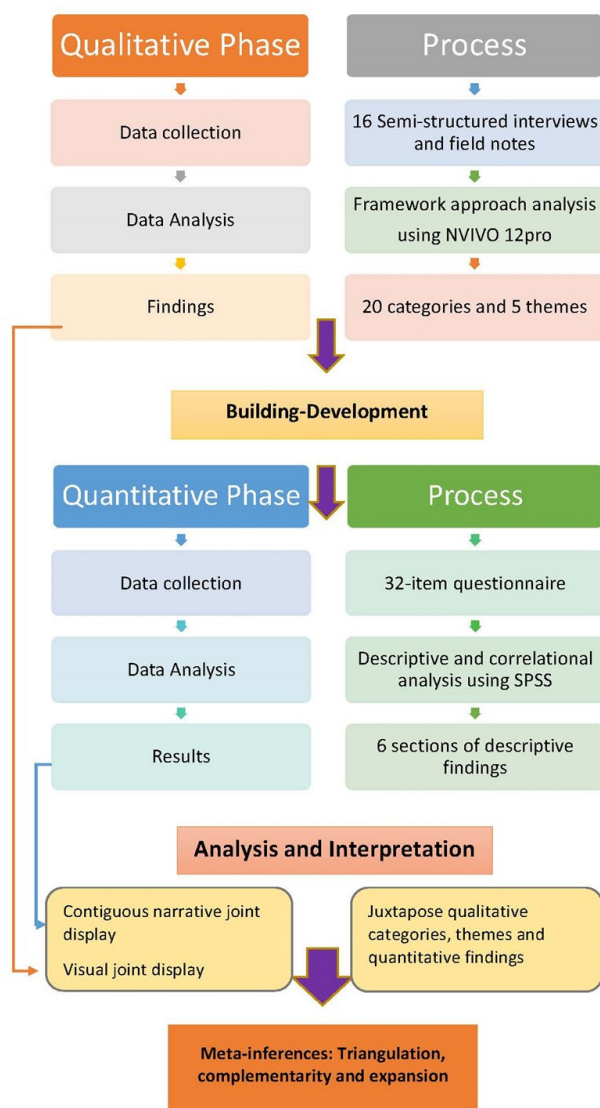 Qualitative Phase
Process
Data collection
16 Semi-structured interviews
and field notes
Data Analysis
Framework approach analysis
using NVIVO 12pro
Findings
20 categories and 5 themes
Building-Development
Quantitative Phase
Process
Data collection
32-item questionnaire
Data Analysis
Descriptive and correlational
analysis using SPSS
Results
6 sections of descriptive
findings
Analysis and Interpretation
Contiguous narrative joint
display
Visual joint display
Juxtapose qualitative
categories, themes and
quantitative findings
Meta-inferences: Triangulation,
complementarity and expansion